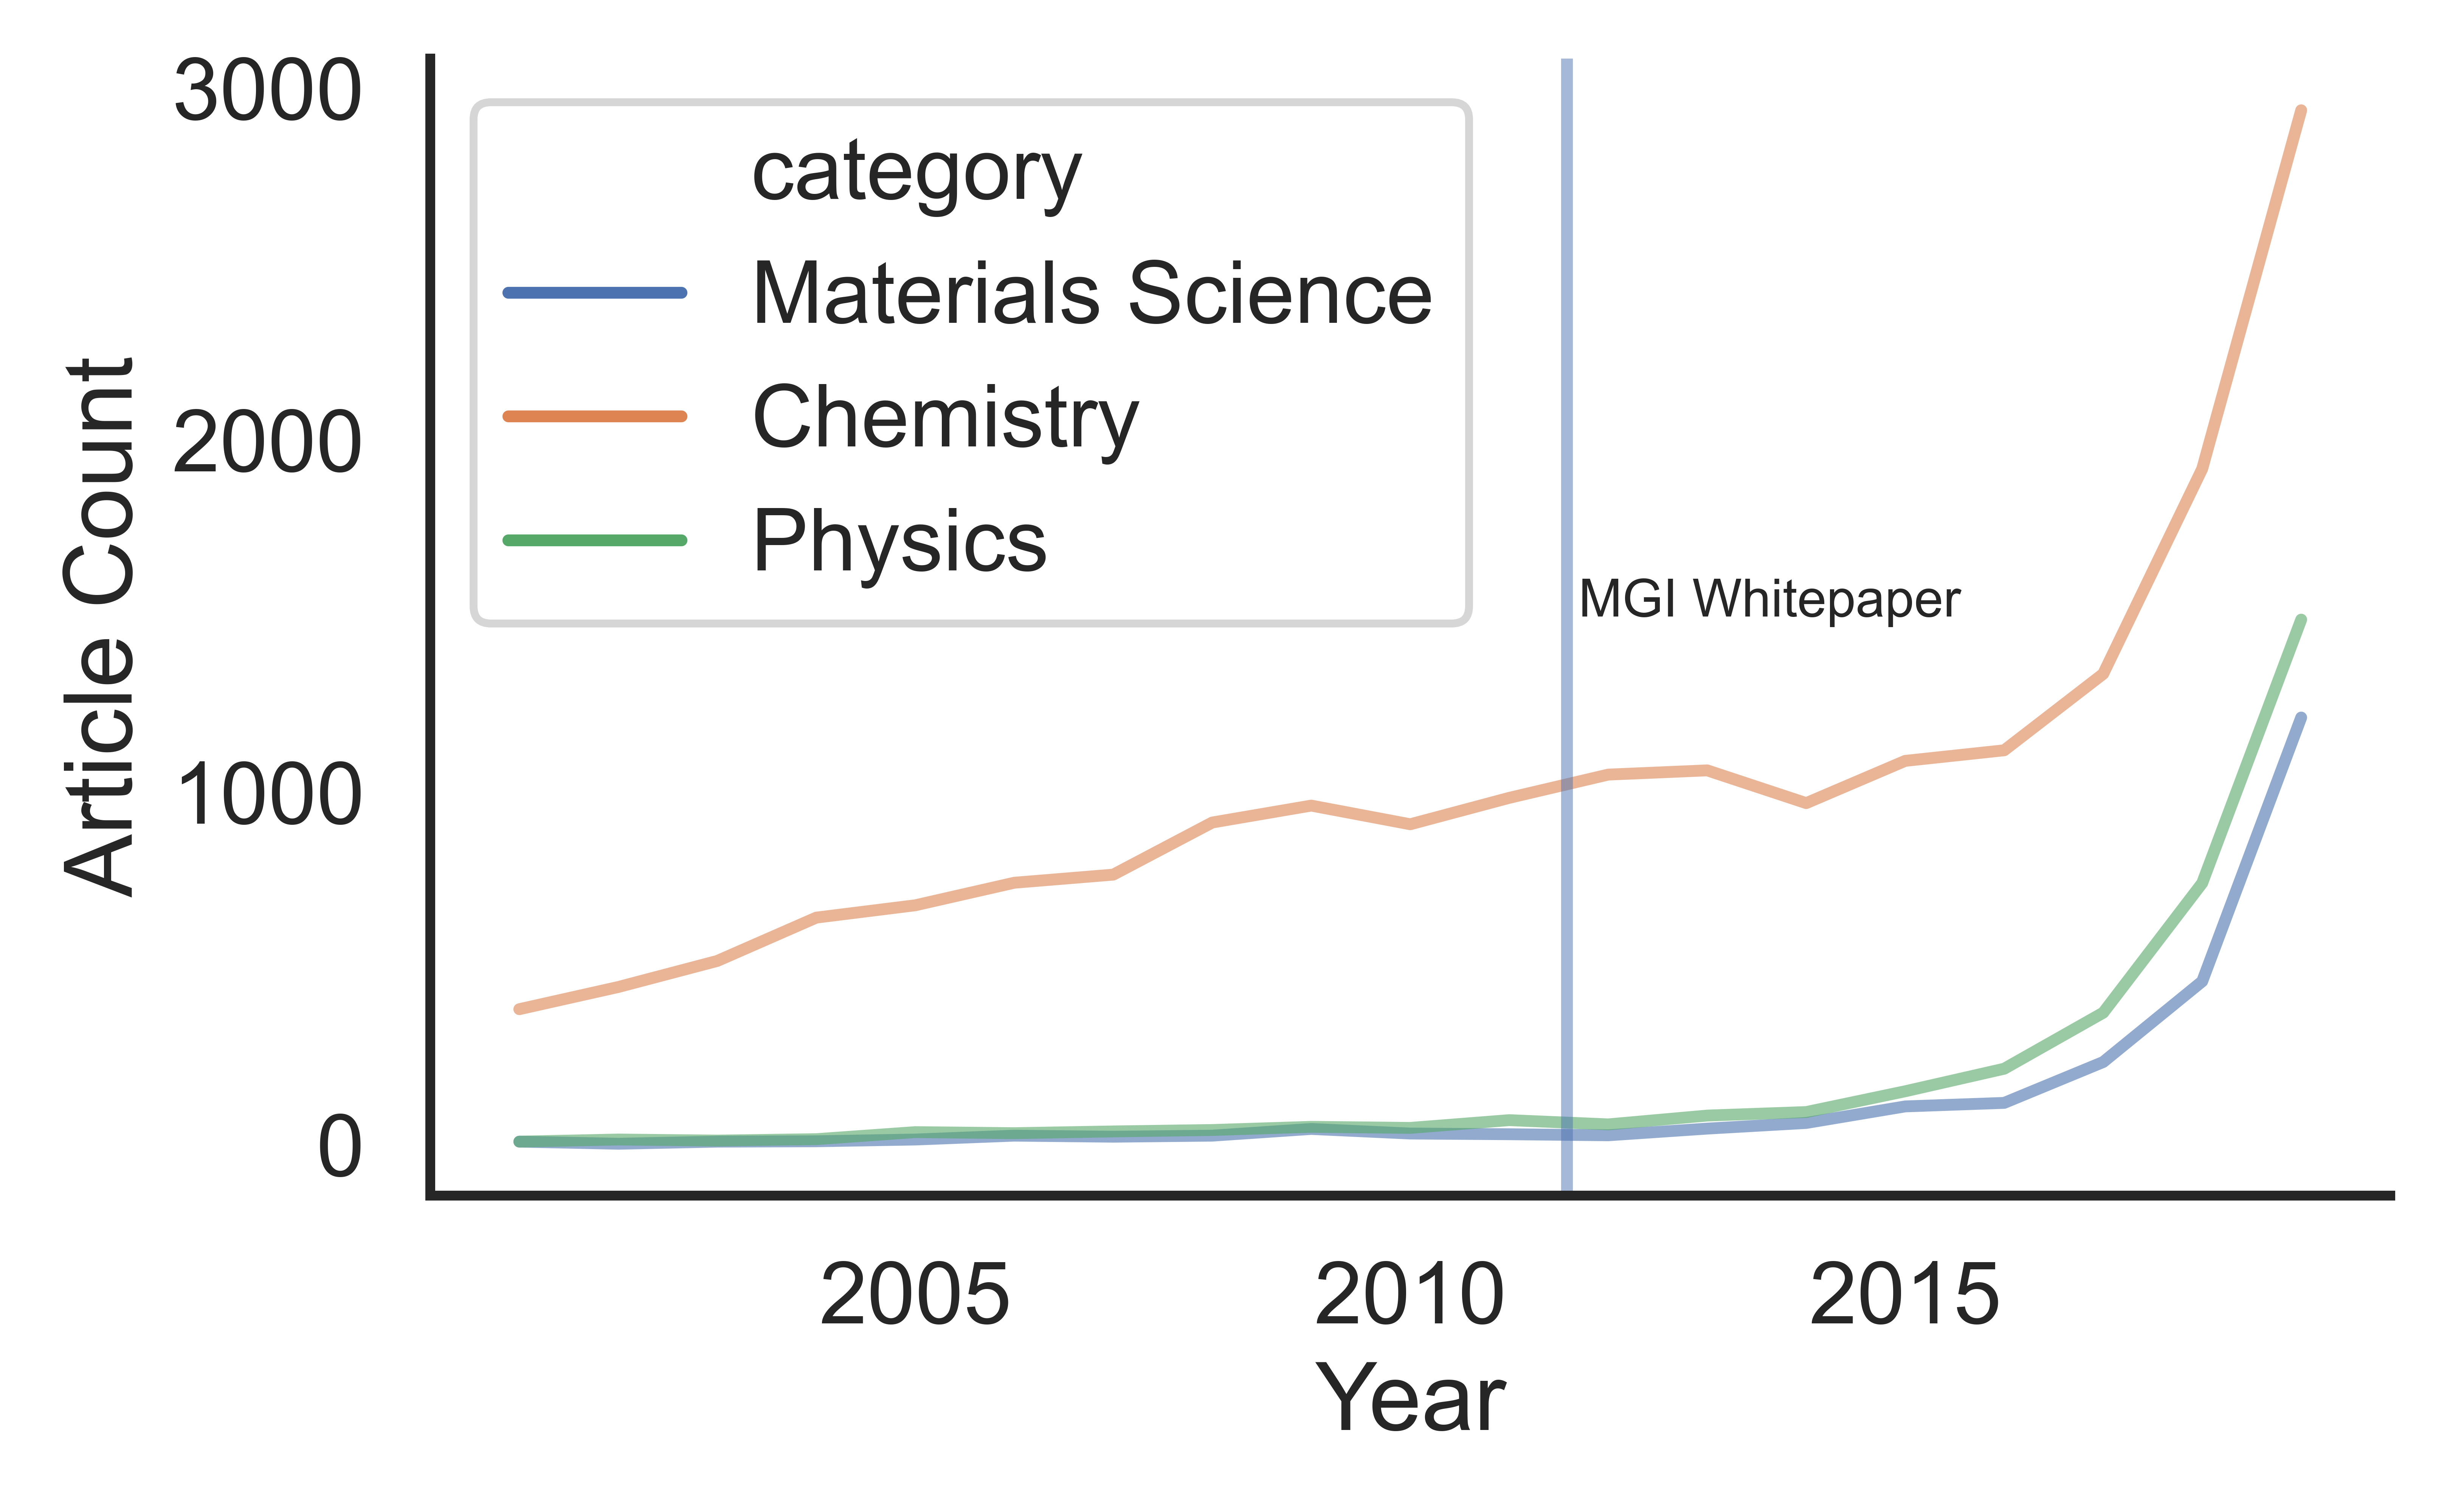 3000
2000
1000
0
Article Count
category
Materials Science
Chemistry
Physics
MGI Whitepaper
2005
2010
2015
Year